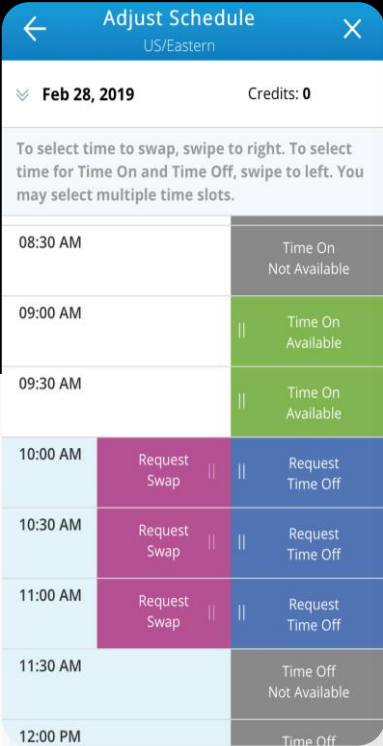 Adjust Schedule
US/Eastern
Feb 28, 2019 Credits: 0
To select time to swap, swipe to right. To select
time for Time On and Time Off, swipe to left. You
may select multiple time slots.
08:30 AM
Time On
Not Available
09:00 AM
Time On
Available
09:30 AM
Time On
Available
10:00 AM
Request
Swap
Request
Time Off
10:30 AM
Request
Swap
Request
Time Off
11:00 AM
Request
Swap
Request
Time Off
11:30 AM
Time Off
Not Available
12:00 PM
Time Off